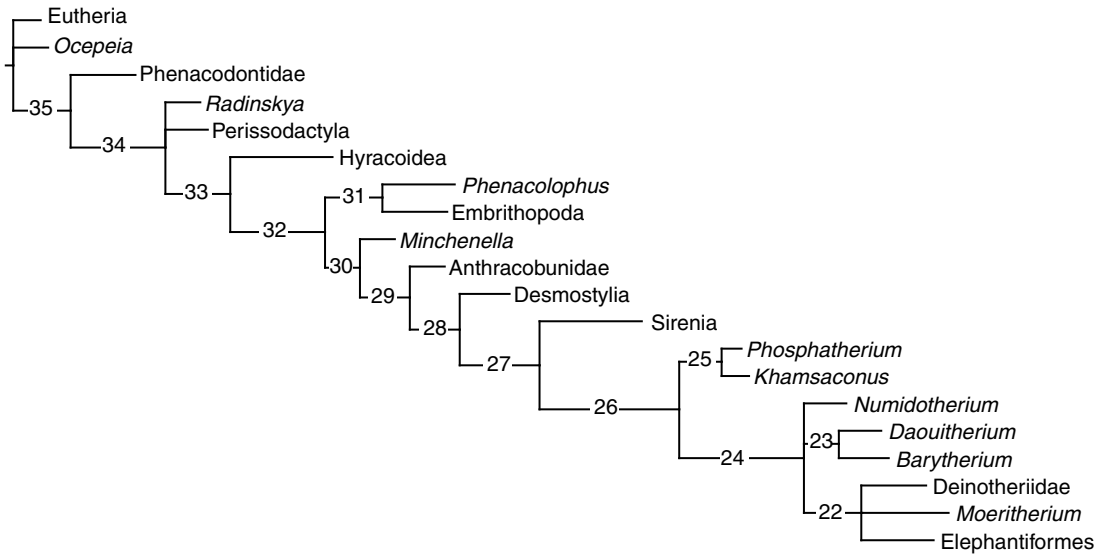 Eutheria
Ocepeia
Phenacodontidae
35
Radinskya
Perissodactyla
34
Hyracoidea
33
Phenacolophus
31
Embrithopoda
32
Minchenella
30
Anthracobunidae
29
Desmostylia
28
Sirenia
27
Phosphatherium
25
Khamsaconus
26
Numidotherium
Daouitherium
23
Barytherium
24
Deinotheriidae
22
Moeritherium
Elephantiformes